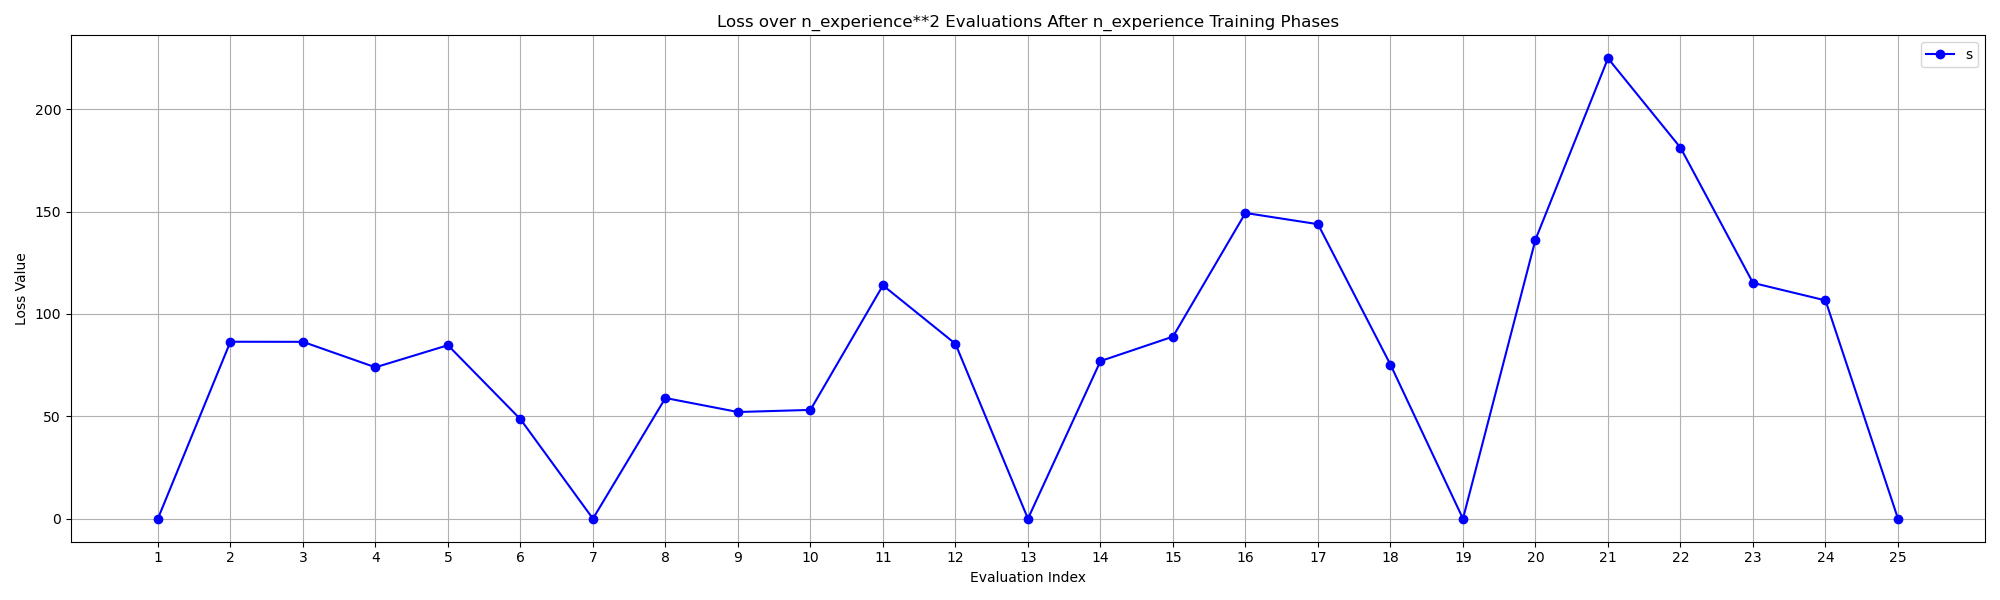 Loss over n_experience**2 Evaluations After n_experience Training Phases
s
Loss Value
200
150
100
50
0
1 2 3 4 5 6 7 8 9 10 11 12 13 14 15 16 17 18 19 20 21 22 23 24 25
Evaluation Index